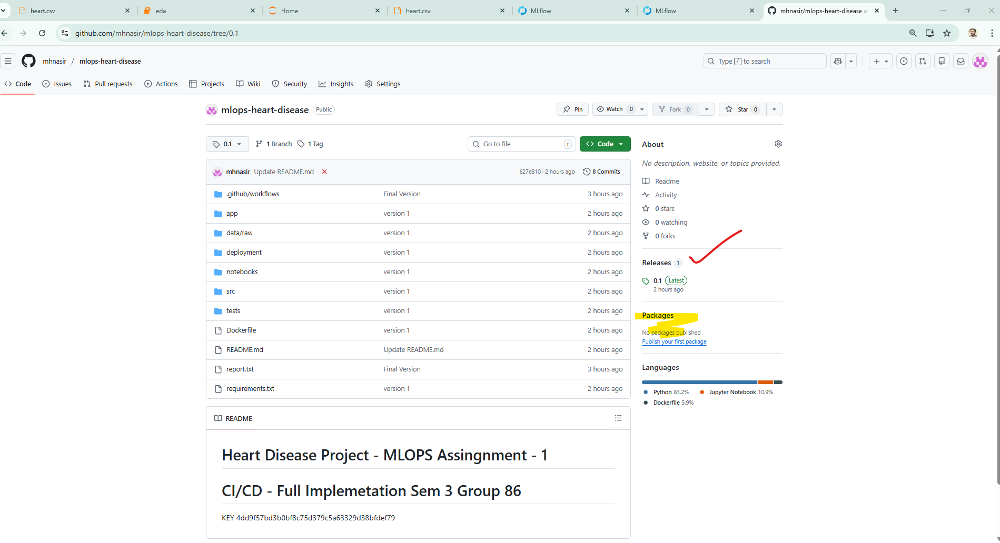 heart.csv
eda
Home
heart.csv
MLflow
MLflow
mhnasir/mlops-heart-disease a
github.com/mhnasir/mlops-heart-disease/tree/0.1
mhnasir / mlops-heart-disease
Type / to search
Code Issues Pull requests Actions Projects Wiki Security Insights Settings
mlops-heart-disease Public
Pin Watch 0 Fork 0 Star 0
0.1 1 Branch 1 Tag
Go to file t
Code
mhnasir Update README.md 627e810 · 2 hours ago 8 Commits
.github/workflows Final Version 3 hours ago
app version 1 2 hours ago
data/raw version 1 2 hours ago
deployment version 1 2 hours ago
notebooks version 1 2 hours ago
src version 1 2 hours ago
tests version 1 2 hours ago
Dockerfile version 1 2 hours ago
README.md Update README.md 2 hours ago
report.txt Final Version 3 hours ago
requirements.txt version 1 2 hours ago
README
Heart Disease Project - MLOPS Assingnment - 1
CI/CD - Full Implemetation Sem 3 Group 86
KEY 4dd9f57bd3b0bf8c75d379c5a63329d38bfdef79
About
No description, website, or topics provided.
Readme
Activity
0 stars
0 watching
0 forks
Releases 1
0.1 Latest
2 hours ago
Packages
No packages published
Publish your first package
Languages
Python 83.2% Jupyter Notebook 10.9%
Dockerfile 5.9%